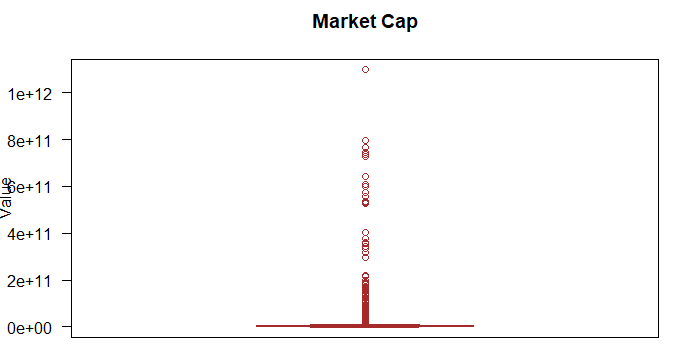 Market Cap
Value
1e+12
8e+11
6e+11
4e+11
2e+11
0e+00